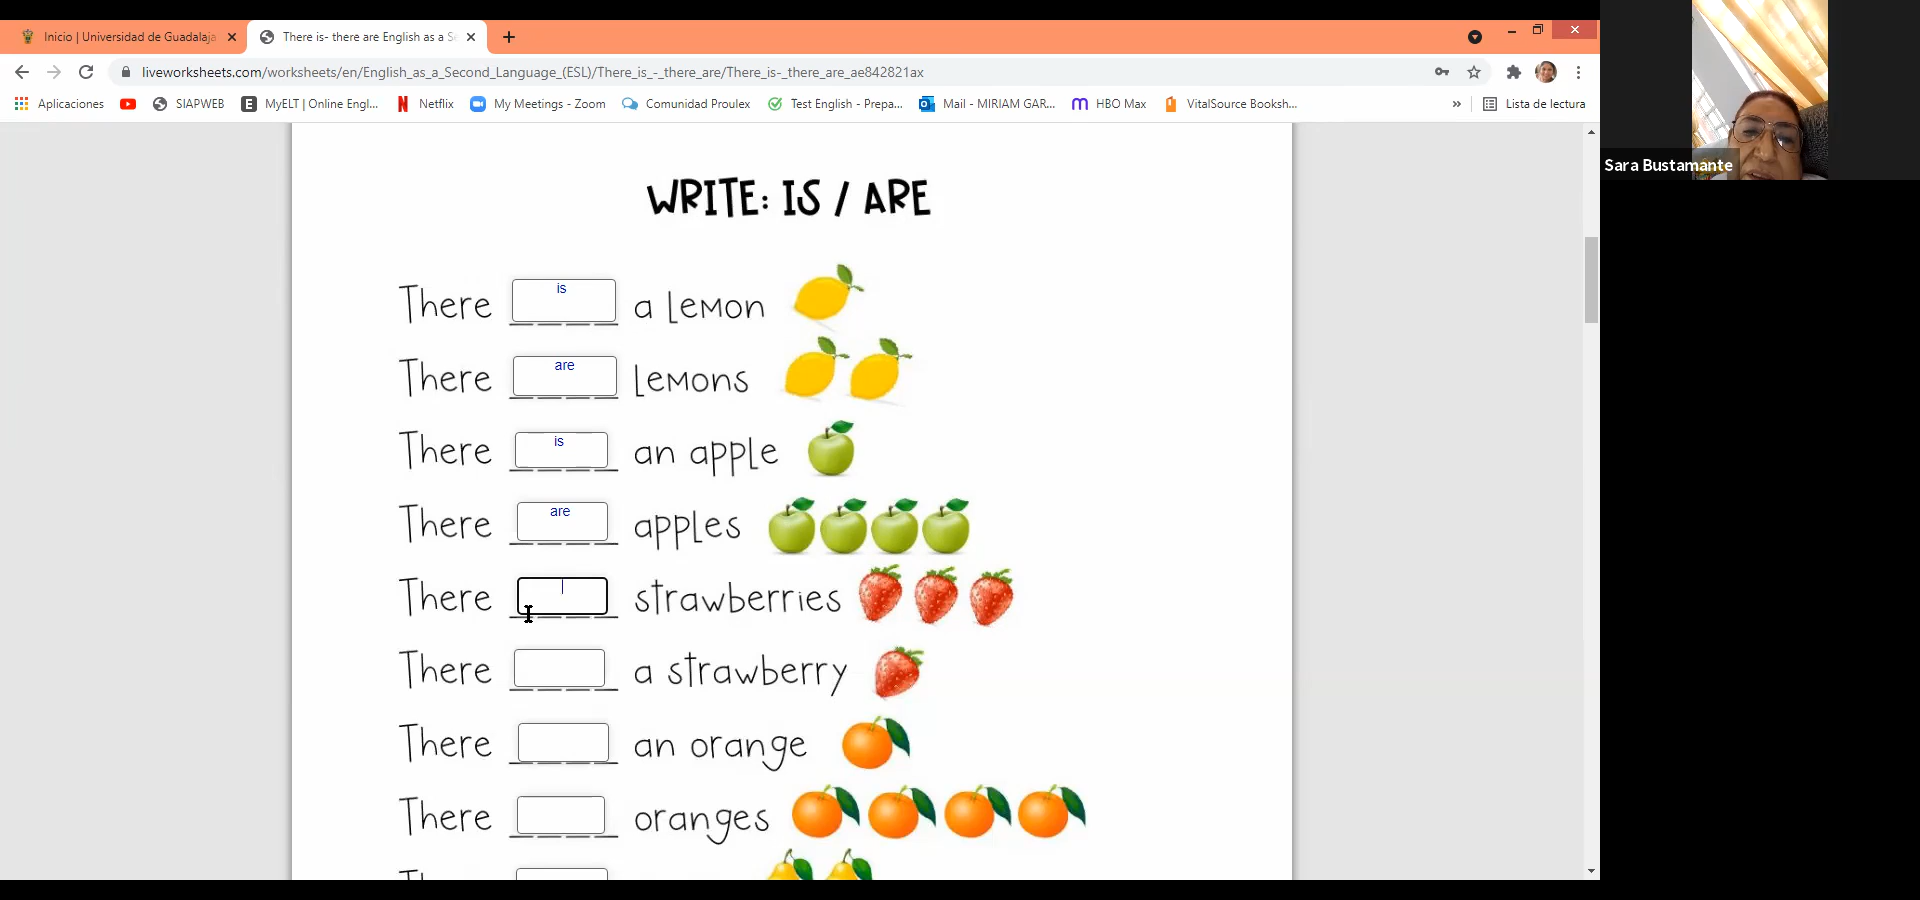 Inicio | Universidad de Guadalaja
There is- there are English as a S
liveworksheets.com/worksheets/en/English_as_a_Second_Language_(ESL)/There_is_-_there_are/There_is-_there_are_ae842821ax
Aplicaciones SIAPWEB MyELT | Online Engl... Netflix My Meetings - Zoom Comunidad Proulex Test English - Prepa... Mail - MIRIAM GAR... HBO Max VitalSource Booksh... » Lista de lectura
Sara Bustamante
WRITE: IS / ARE
There is a lemon
There are lemons
There is an apple
There are apples
There strawberries
There a strawberry
There an orange
There oranges